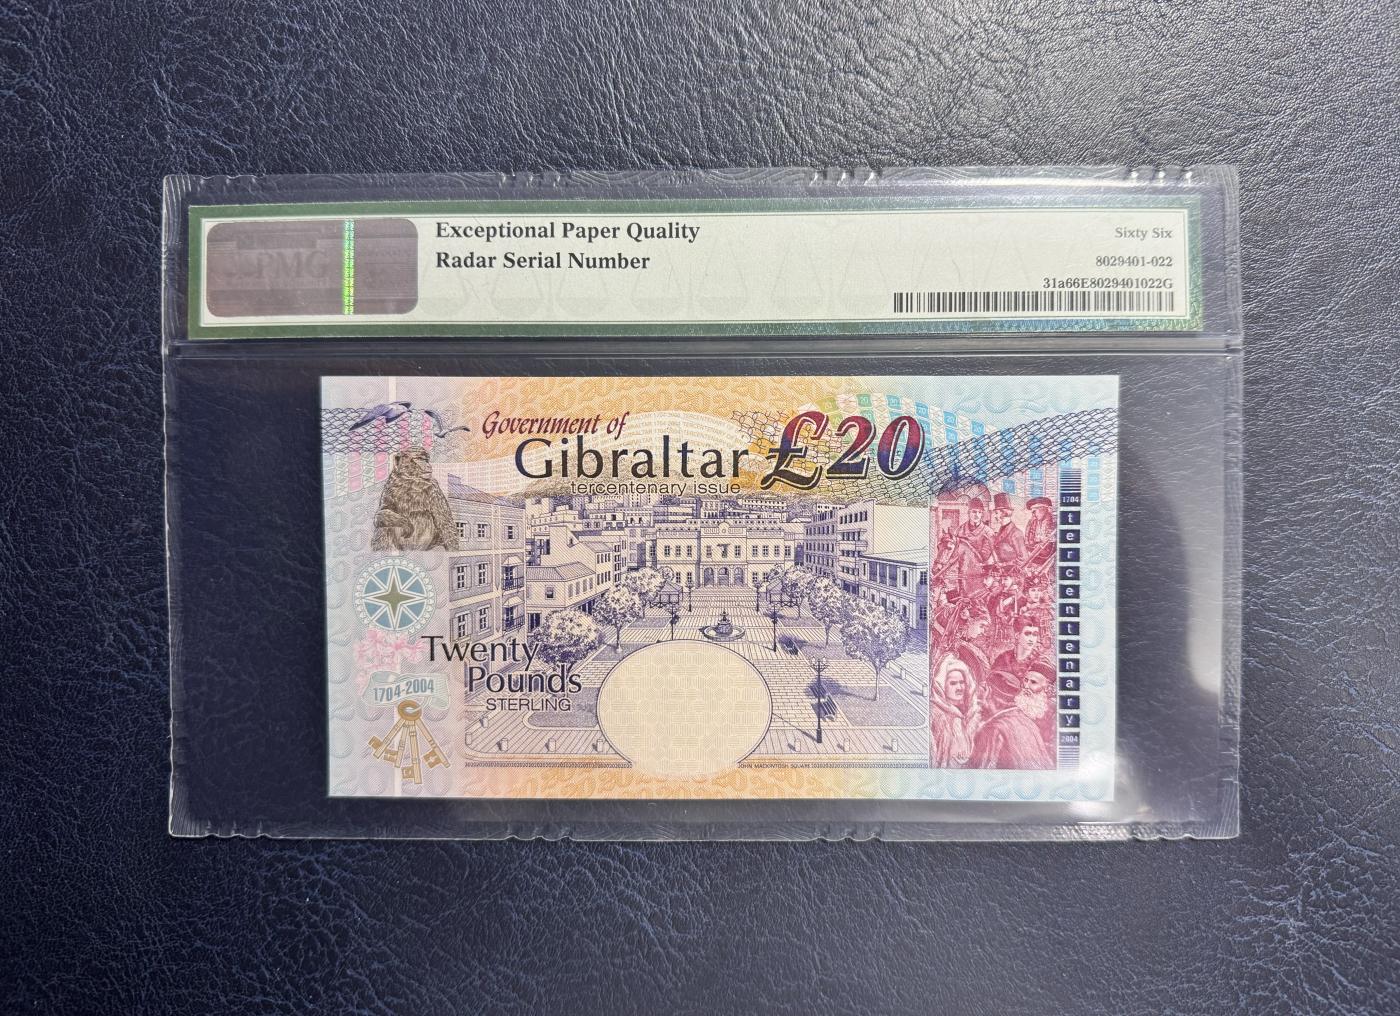 PMG
Exceptional Paper Quality
Radar Serial Number
Sixty Six
8029401-022
31a66E8029401022G
Government of
Gibraltar £20
tercentenary issue
1704
tercentenary
2004
Twenty
Pounds
STERLING
1704-2004
JOHN MACKINTOSH SQUARE